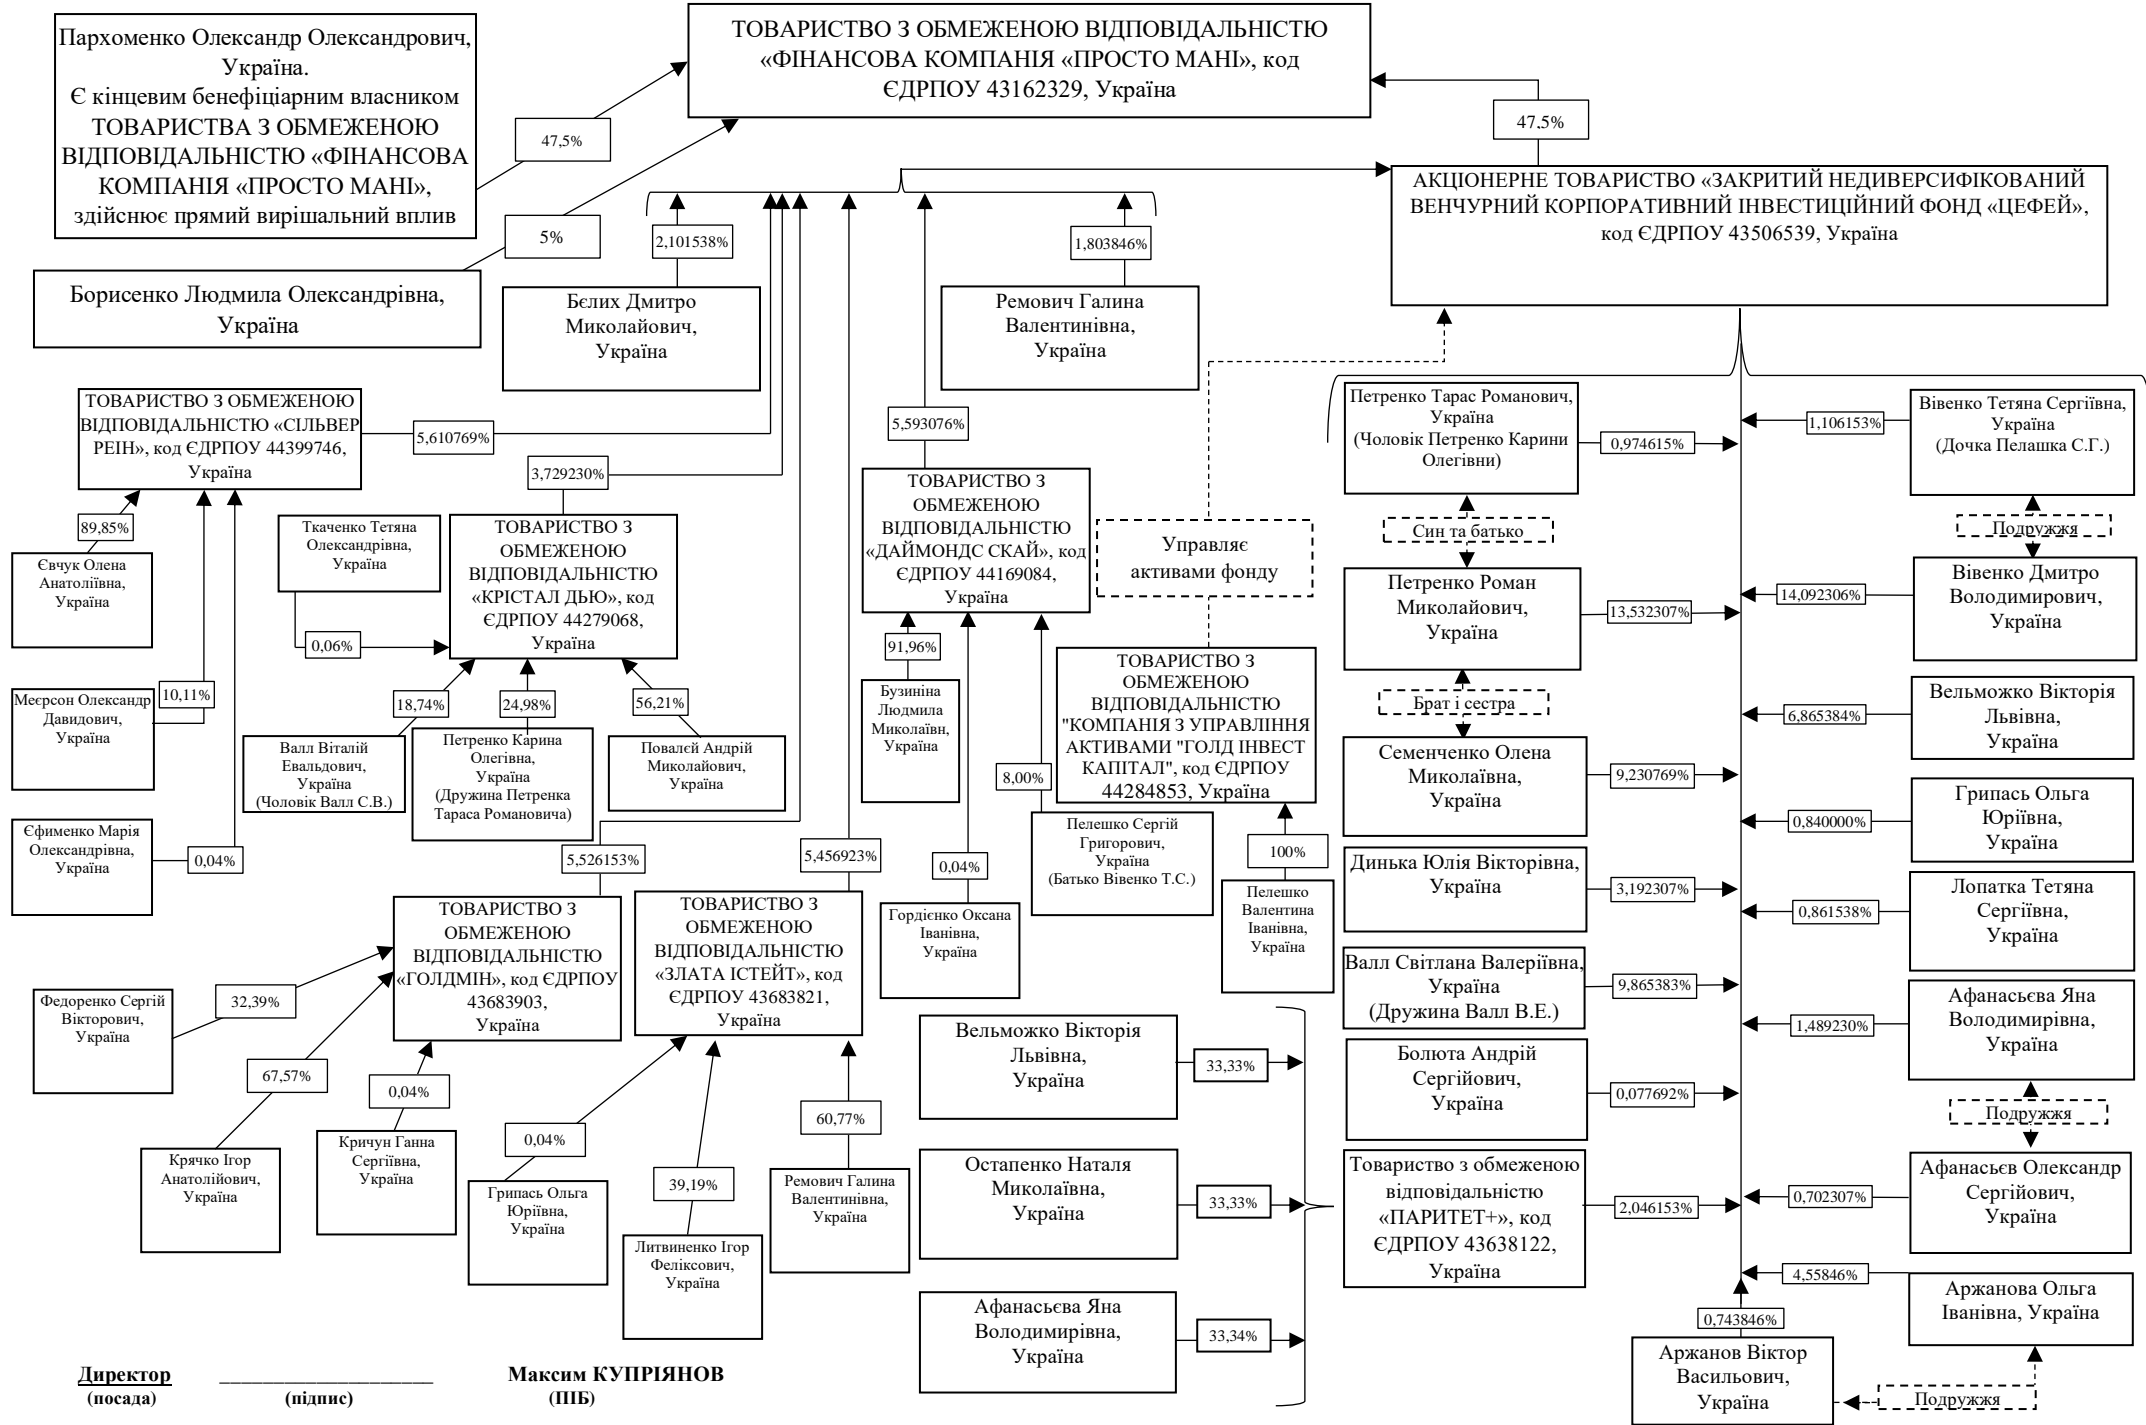 Пархоменко Олександр Олександрович,
Україна.
Є кінцевим бенефіціарним власником
ТОВАРИСТВА З ОБМЕЖЕНОЮ
ВІДПОВІДАЛЬНІСТЮ «ФІНАНСОВА
КОМПАНІЯ «ПРОСТО МАНІ»,
здійснює прямий вирішальний вплив
47,5%
ТОВАРИСТВО З ОБМЕЖЕНОЮ ВІДПОВІДАЛЬНІСТЮ
«ФІНАНСОВА КОМПАНІЯ «ПРОСТО МАНІ», код
ЄДРПОУ 43162329, Україна
47,5%
АКЦІОНЕРНЕ ТОВАРИСТВО «ЗАКРИТИЙ НЕДИВЕРСИФІКОВАНИЙ
ВЕНЧУРНИЙ КОРПОРАТИВНИЙ ІНВЕСТИЦІЙНИЙ ФОНД «ЦЕФЕЙ»,
код ЄДРПОУ 43506539, Україна
5%
Борисенко Людмила Олександрівна,
Україна
2,101538%
Бєлих Дмитро
Миколайович,
Україна
1,803846%
Ремович Галина
Валентинівна,
Україна
ТОВАРИСТВО З ОБМЕЖЕНОЮ
ВІДПОВІДАЛЬНІСТЮ «СІЛЬВЕР
РЕІН», код ЄДРПОУ 44399746,
Україна
5,610769%
89,85%
Євчук Олена
Анатоліївна,
Україна
10,11%
Меєрсон Олександр
Давидович,
Україна
0,04%
Єфименко Марія
Олександрівна,
Україна
3,729230%
ТОВАРИСТВО З
ОБМЕЖЕНОЮ
ВІДПОВІДАЛЬНІСТЮ
«КРІСТАЛ ДЬЮ», код
ЄДРПОУ 44279068,
Україна
Ткаченко Тетяна
Олександрівна,
Україна
0,06%
18,74%
24,98%
56,21%
Валл Віталій
Евальдович,
Україна
(Чоловік Валл С.В.)
Петренко Карина
Олегівна,
Україна
(Дружина Петренка
Тараса Романовича)
Повалєй Андрій
Миколайович,
Україна
5,593076%
ТОВАРИСТВО З
ОБМЕЖЕНОЮ
ВІДПОВІДАЛЬНІСТЮ
«ДАЙМОНДС СКАЙ», код
ЄДРПОУ 44169084,
Україна
91,96%
Бузиніна
Людмила
Миколаївн,
Україна
0,04%
Гордієнко Оксана
Іванівна,
Україна
8,00%
Пелешко Сергій
Григорович,
Україна
(Батько Вівенко Т.С.)
Управляє
активами фонду
ТОВАРИСТВО З
ОБМЕЖЕНОЮ
ВІДПОВІДАЛЬНІСТЮ
"КОМПАНІЯ З УПРАВЛІННЯ
АКТИВАМИ "ГОЛД ІНВЕСТ
КАПІТАЛ", код ЄДРПОУ
44284853, Україна
100%
Пелешко
Валентина
Іванівна,
Україна
5,526153%
ТОВАРИСТВО З
ОБМЕЖЕНОЮ
ВІДПОВІДАЛЬНІСТЮ
«ГОЛДМІН», код ЄДРПОУ
43683903,
Україна
32,39%
Федоренко Сергій
Вікторович,
Україна
67,57%
Крячко Ігор
Анатолійович,
Україна
0,04%
Кричун Ганна
Сергіївна,
Україна
5,456923%
ТОВАРИСТВО З
ОБМЕЖЕНОЮ
ВІДПОВІДАЛЬНІСТЮ
«ЗЛАТА ІСТЕЙТ», код
ЄДРПОУ 43683821,
Україна
0,04%
Грипась Ольга
Юріївна,
Україна
39,19%
Литвиненко Ігор
Феліксович,
Україна
60,77%
Ремович Галина
Валентинівна,
Україна
Вельможко Вікторія
Львівна,
Україна
33,33%
Остапенко Наталя
Миколаївна,
Україна
33,33%
Афанасьєва Яна
Володимирівна,
Україна
33,34%
Петренко Тарас Романович,
Україна
(Чоловік Петренко Карини
Олегівни)
0,974615%
Син та батько
Петренко Роман
Миколайович,
Україна
13,532307%
Брат і сестра
Семенченко Олена
Миколаївна,
Україна
9,230769%
Динька Юлія Вікторівна,
Україна
3,192307%
Валл Світлана Валеріївна,
Україна
(Дружина Валл В.Е.)
9,865383%
Болюта Андрій
Сергійович,
Україна
0,077692%
Товариство з обмеженою
відповідальністю
«ПАРИТЕТ+», код
ЄДРПОУ 43638122,
Україна
2,046153%
1,106153%
Вівенко Тетяна Сергіївна,
Україна
(Дочка Пелашка С.Г.)
Подружжя
14,092306%
Вівенко Дмитро
Володимирович,
Україна
6,865384%
Вельможко Вікторія
Львівна,
Україна
0,840000%
Грипась Ольга
Юріївна,
Україна
0,861538%
Лопатка Тетяна
Сергіївна,
Україна
1,489230%
Афанасьєва Яна
Володимирівна,
Україна
Подружжя
0,702307%
Афанасьєв Олександр
Сергійович,
Україна
4,55846%
Аржанова Ольга
Іванівна, Україна
0,743846%
Аржанов Віктор
Васильович,
Україна
Подружжя
Директор ____________________ Максим КУПРІЯНОВ
(посада) (підпис) (ПІБ)